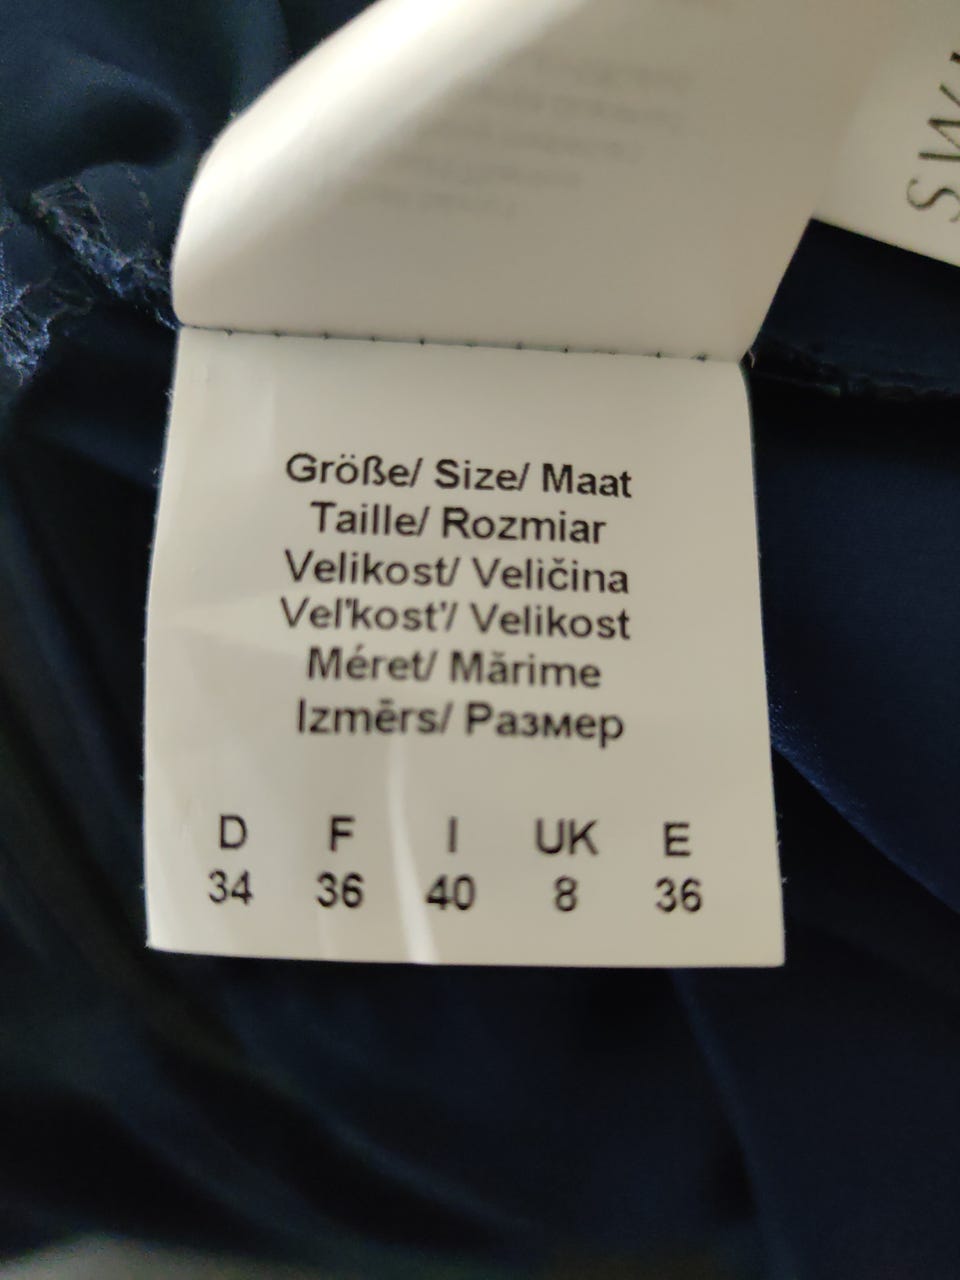 SW
Größe/ Size/ Maat
Taille/ Rozmiar
Velikost/ Veličina
Veľkosť/ Velikost
Méret/ Mărime
Izmērs/ Размер
D F I UK E
34 36 40 8 36